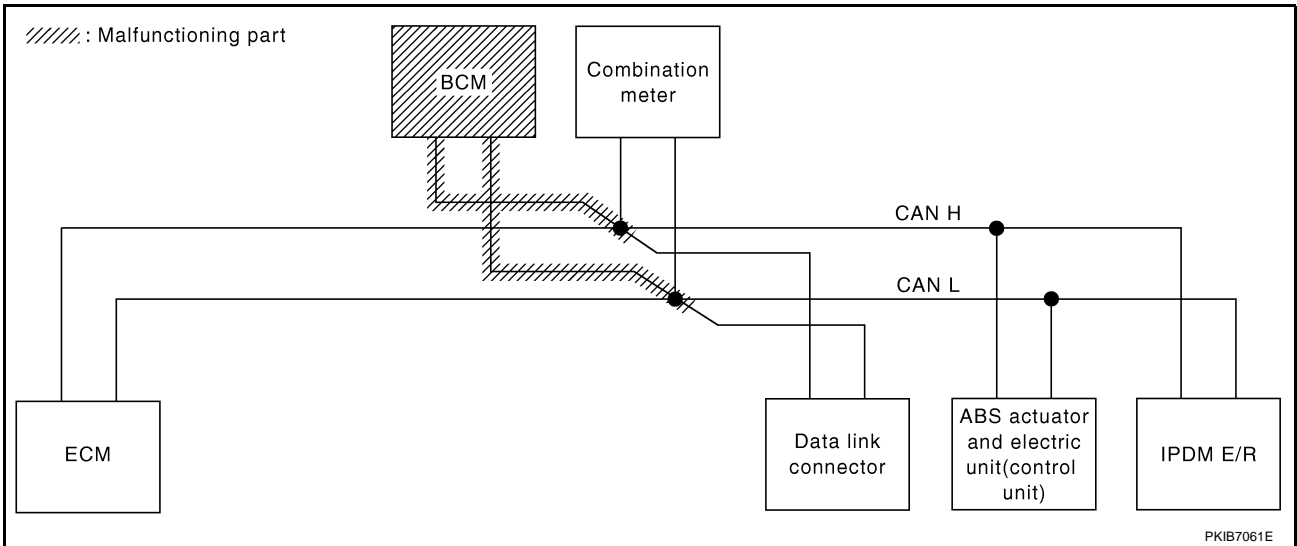 : Malfunctioning part
BCM
Combination
meter
CAN H
CAN L
ECM
Data link
connector
ABS actuator
and electric
unit(control
unit)
IPDM E/R
PKIB7061E